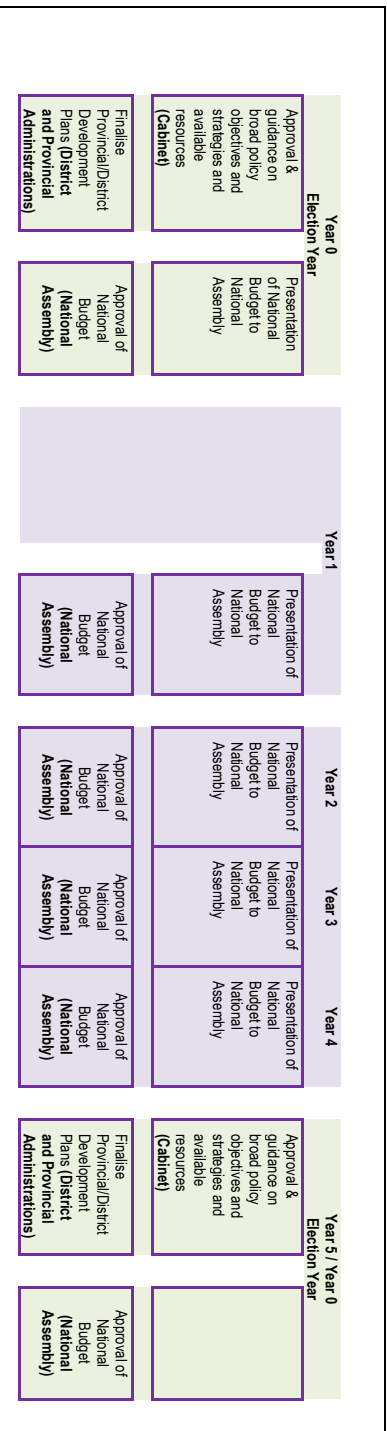 Year 0
Election Year
Approval &
guidance on
broad policy
objectives and
strategies and
available
resources
(Cabinet)
Presentation
of National
Budget to
National
Assembly
Finalise
Provincial/District
Development
Plans (District
and Provincial
Administrations)
Approval of
National
Budget
(National
Assembly)
Year 1
Presentation of
National
Budget to
National
Assembly
Approval of
National
Budget
(National
Assembly)
Year 2
Presentation of
National
Budget to
National
Assembly
Approval of
National
Budget
(National
Assembly)
Year 3
Presentation of
National
Budget to
National
Assembly
Approval of
National
Budget
(National
Assembly)
Year 4
Presentation of
National
Budget to
National
Assembly
Approval of
National
Budget
(National
Assembly)
Year 5 / Year 0
Election Year
Approval &
guidance on
broad policy
objectives and
strategies and
available
resources
(Cabinet)
Finalise
Provincial/District
Development
Plans (District
and Provincial
Administrations)
Approval of
National
Budget
(National
Assembly)